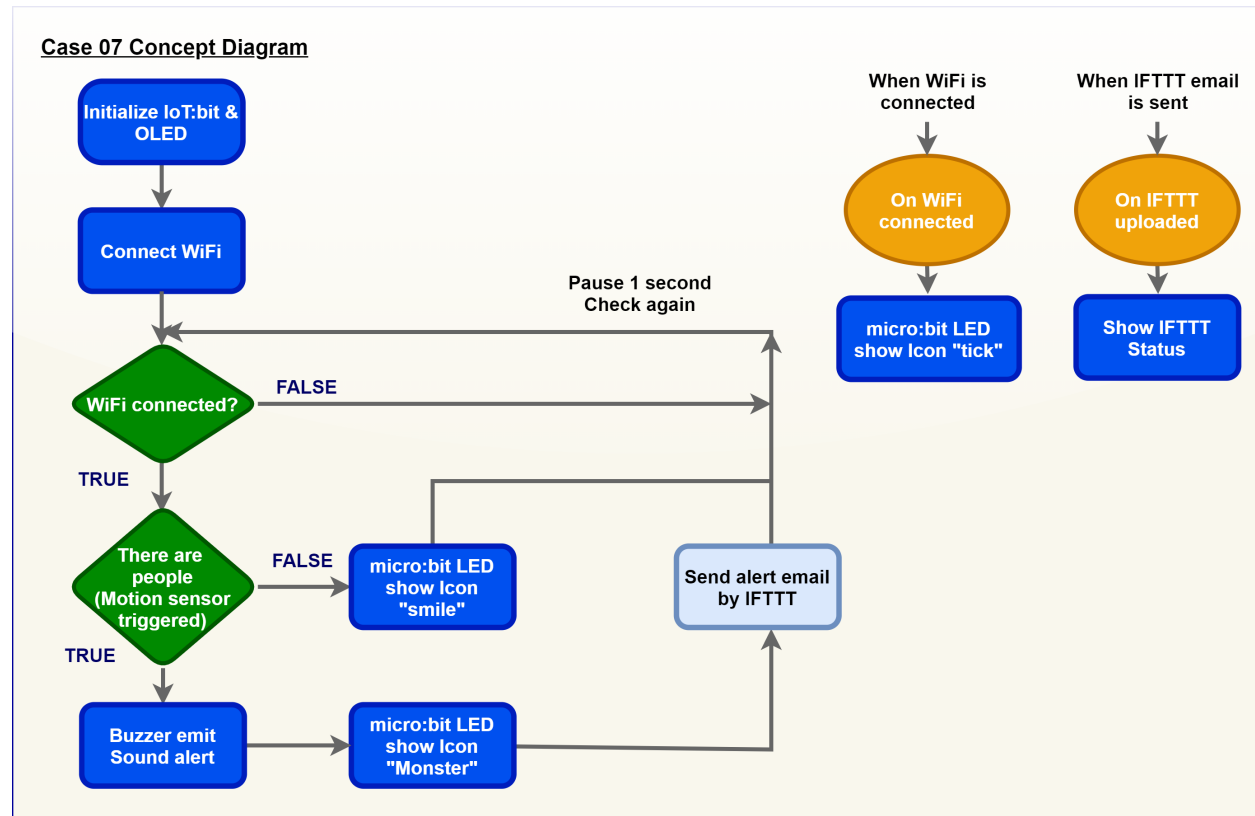 Case 07 Concept Diagram
Initialize IoT:bit &
OLED
Connect WiFi
Pause 1 second
Check again
WiFi connected?
FALSE
TRUE
There are
people
(Motion sensor
triggered)
FALSE
micro:bit LED
show Icon
"smile"
TRUE
Buzzer emit
Sound alert
micro:bit LED
show Icon
"Monster"
Send alert email
by IFTTT
When WiFi is
connected
On WiFi
connected
micro:bit LED
show Icon "tick"
When IFTTT email
is sent
On IFTTT
uploaded
Show IFTTT
Status